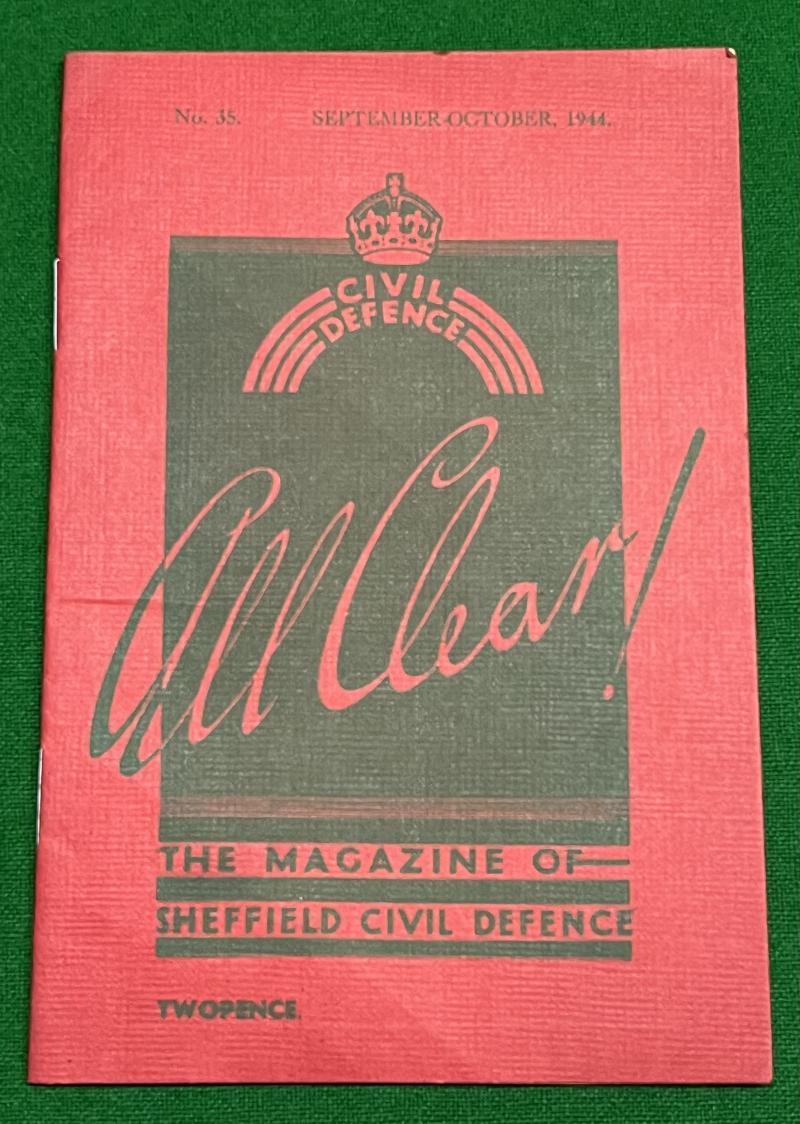 No. 35. SEPTEMBER-OCTOBER, 1944.
CIVIL
DEFENCE
All Clear!
THE MAGAZINE OF
SHEFFIELD CIVIL DEFENCE
TWOPENCE.